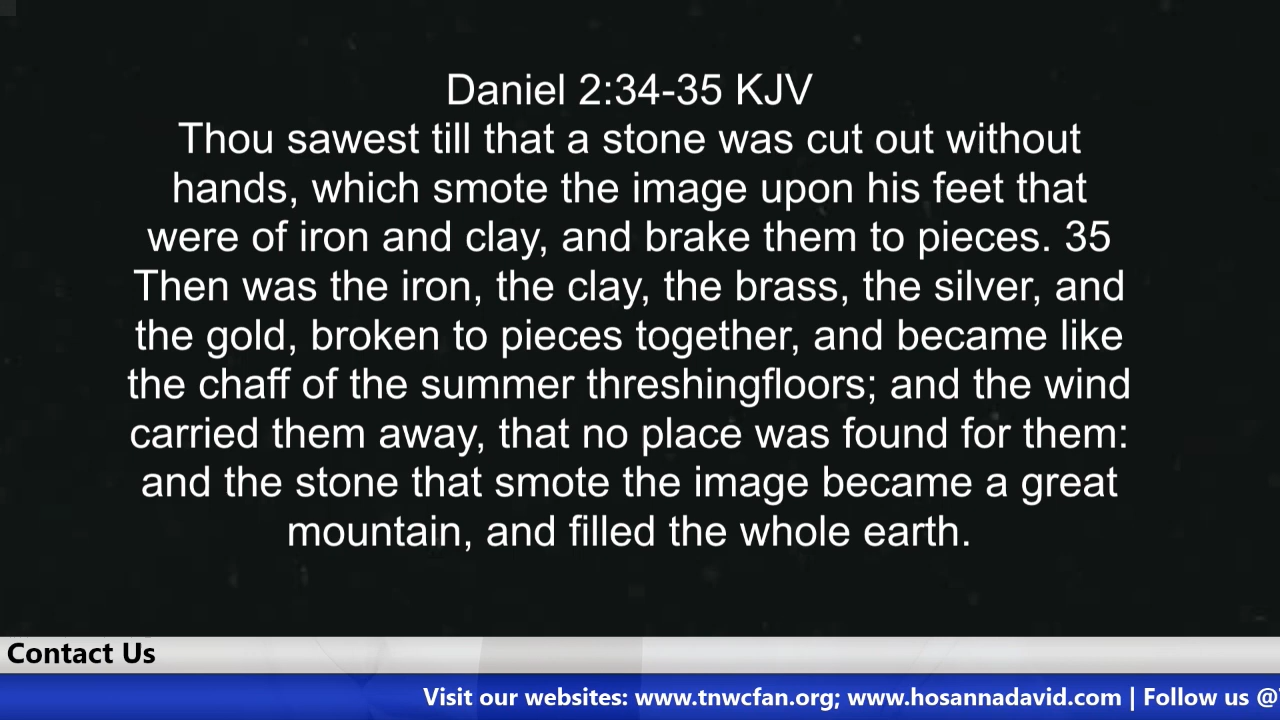 Daniel 2:34-35 KJV
Thou sawest till that a stone was cut out without
hands, which smote the image upon his feet that
were of iron and clay, and brake them to pieces. 35
Then was the iron, the clay, the brass, the silver, and
the gold, broken to pieces together, and became like
the chaff of the summer threshingfloors; and the wind
carried them away, that no place was found for them:
and the stone that smote the image became a great
mountain, and filled the whole earth.
Contact Us
Visit our websites: www.tnwcfan.org; www.hosannadavid.com | Follow us @